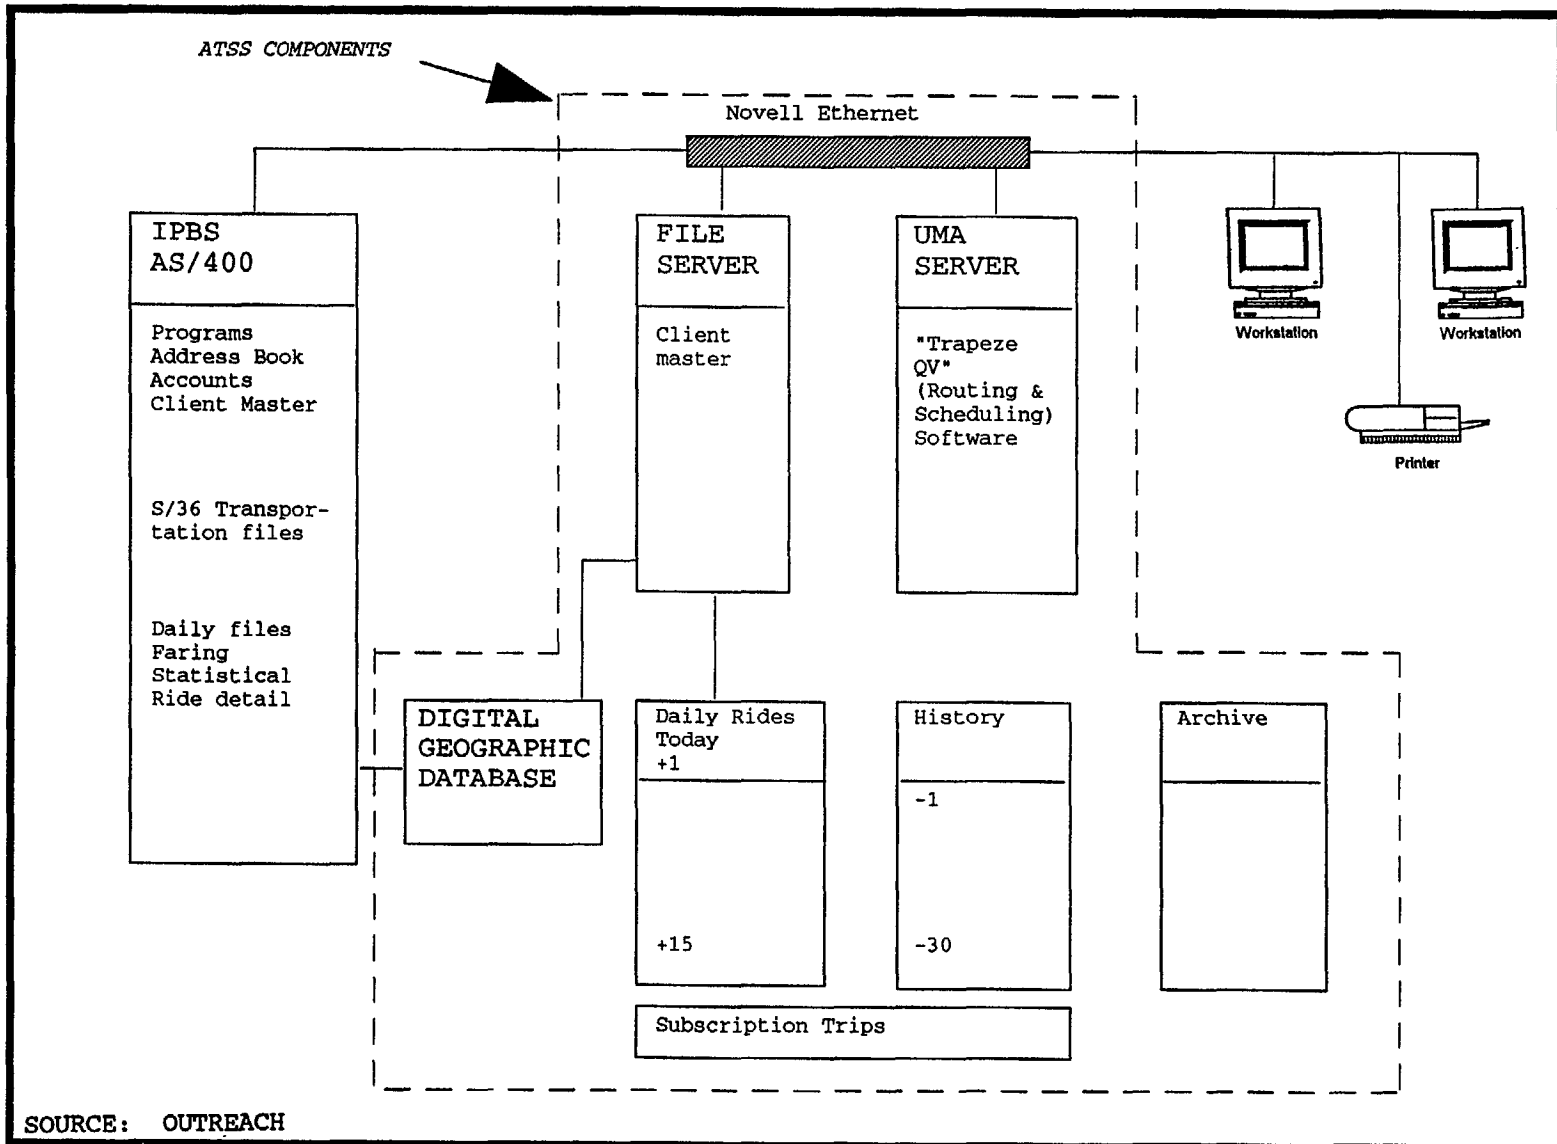 ATSS COMPONENTS
Novell Ethernet
IPBS
AS/400
Programs
Address Book
Accounts
Client Master
S/36 Transpor-
tation files
Daily files
Faring
Statistical
Ride detail
FILE
SERVER
Client
master
UMA
SERVER
"Trapeze
QV"
(Routing &
Scheduling)
Software
Workstation
Workstation
Printer
DIGITAL
GEOGRAPHIC
DATABASE
Daily Rides
Today
+1
+15
History
-1
-30
Archive
Subscription Trips
SOURCE: OUTREACH